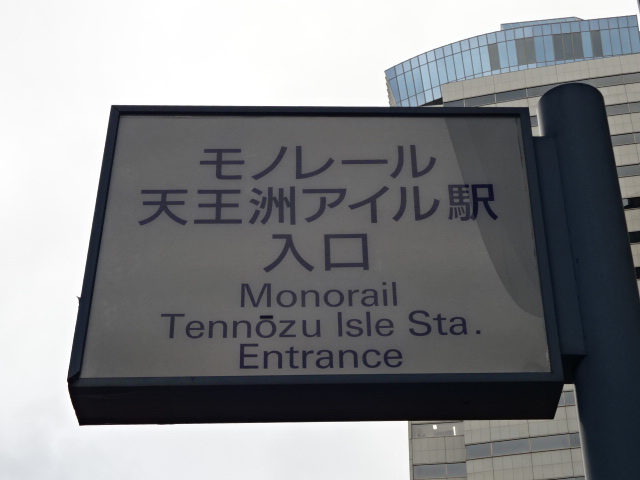 モノレール
天王洲アイル駅
入口
Monorail
Tennōzu Isle Sta.
Entrance